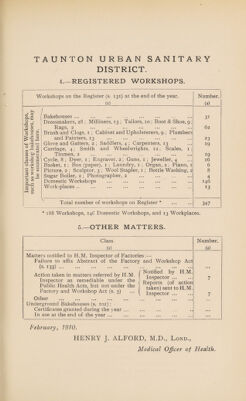 TAUNTON URBAN SANITARY
DISTRICT.
4.—REGISTERED WORKSHOPS.
Workshops on the Register (s. 131) at the end of the year.
Number.
(1)
(2)
Important classes of Workshops, such as workshop bakehouses, may be enumerated here.
Bakehouses ... 31
Dressmakers, 28; Milliners, 13; Tailors, 10; Boot & Shoe, 9;
Rags, 2 ... 62
Brush and Clogs, 1; Cabinet and Upholsterers, 9; Plumbers
and Painters, 13 ... 23
Glove and Gaiters, 2; Saddlers, 4; Carpenters, 13 ... 19
Carriage, 4; Smith and Wheelwrights, 12; Scales, 1;
Tinmen, 2 ... 19
Cycle, 8; Deer, 1; Engraver, 2; Guns, 1; Jeweller, 4 ... 16
Basket, 1; Box (paper), 1; Laundry, 1; Organ, 2; Piano, 1 ... 6
Picture, 2; Sculptor, 3; Wool Stapler, 1; Bottle Washing, 2 ... 8
Sugar Boiler, 2; Photographer, 2 ... 4
Domestic Workshops ...
Work-places ... 13
Total number of workshops on Register * ... 347
* 188 Workshops, 146 Domestic Workshops, and 13 Workplaces.
5.—OTHER MATTERS.
Class.
Number.
(1)
(2)
Matters notified to H.M. Inspector of Factories:—
Failure to affix Abstract of the Factory and Workshop Act
(s. 133) ...
Action taken in matters referred by H.M.
Inspector as remediable under the
Public Health Acts, but not under the
Factory and Workshop Act (s. 5)
Notified by H.M.
Inspector ...
Reports (of action
taken) sent to H.M.
Inspector ... 7
Other ...
Underground Bakehouses (s. 101):—
Certificates granted during the year ...
In use at the end of the year ...
February, 1910.
HENRY J. ALFORD, M.D., Lond.,
Medical Officer of Health.